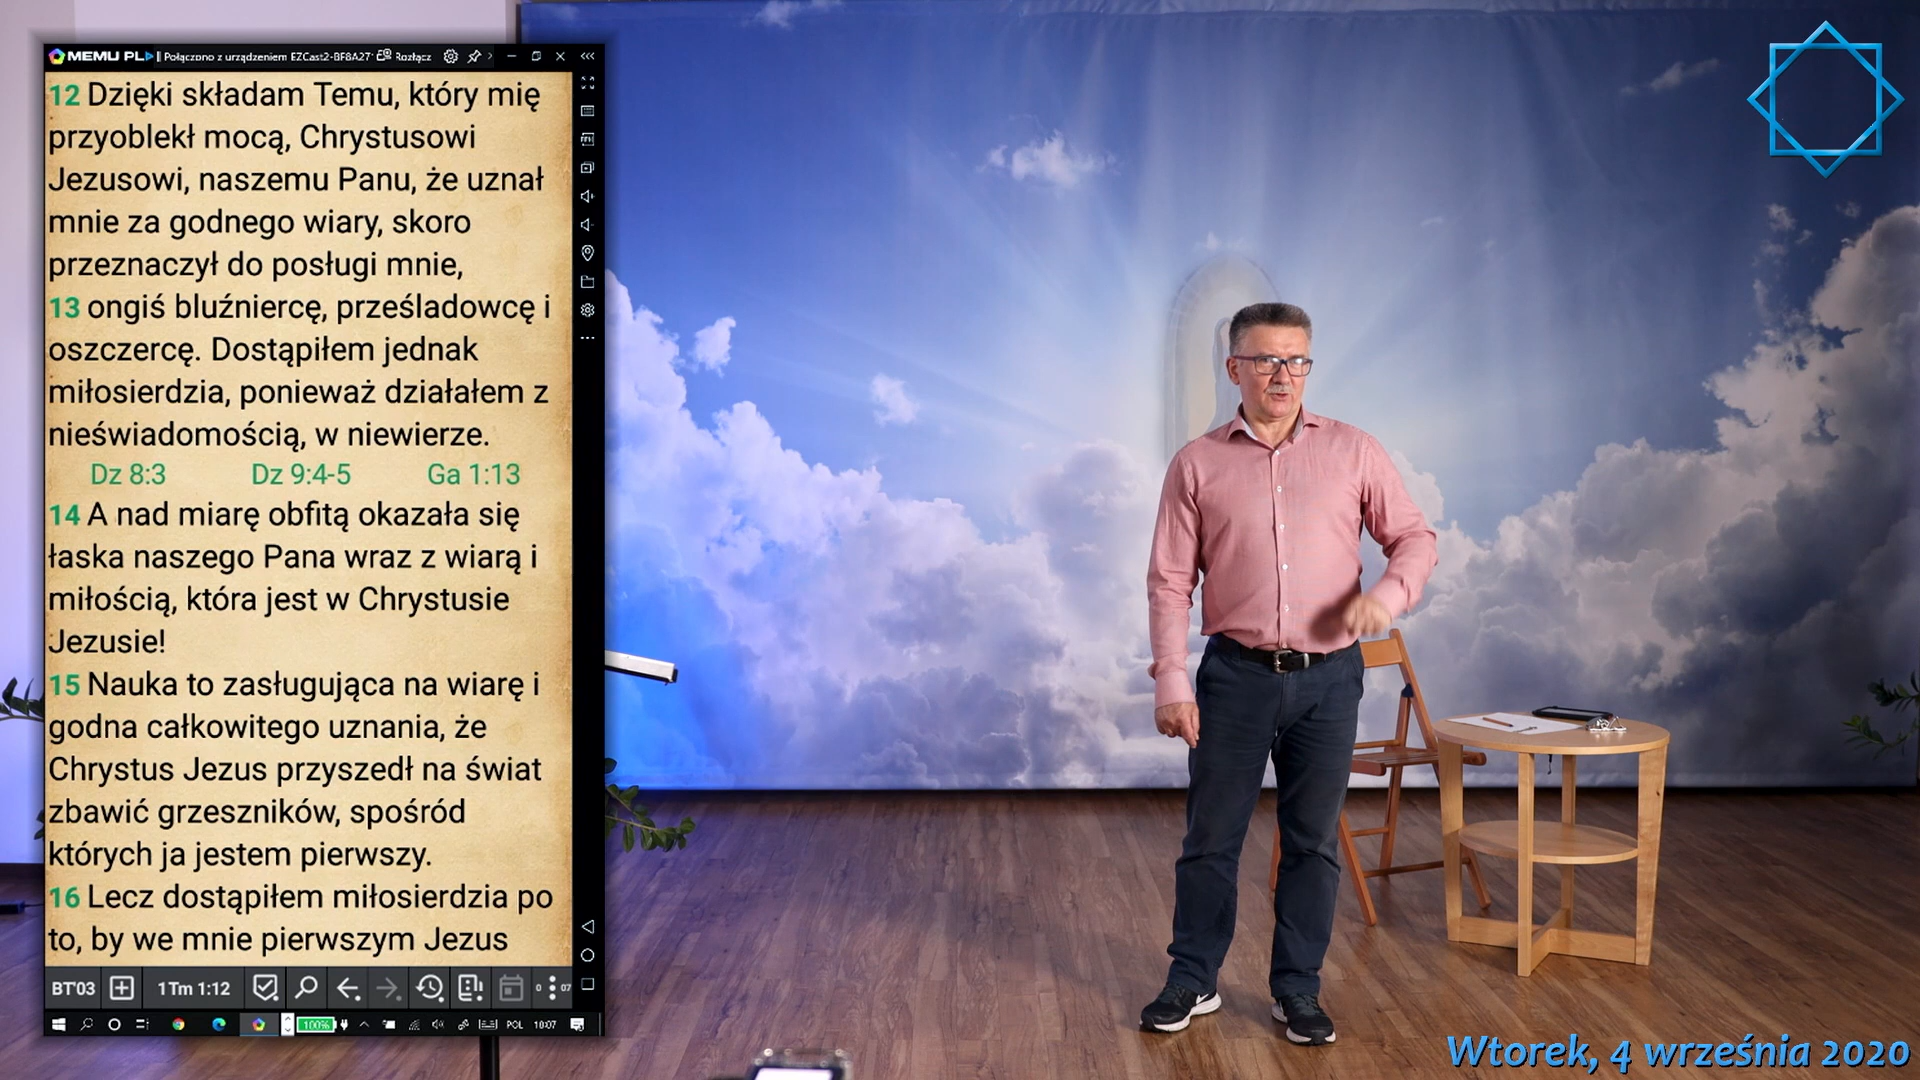 MEMU PL
Połączono z urządzeniem EZCast2-BF8A27
Rozłącz
12 Dzięki składam Temu, który mię
przyoblekł mocą, Chrystusowi
Jezusowi, naszemu Panu, że uznał
mnie za godnego wiary, skoro
przeznaczył do posługi mnie,
13 ongiś bluźniercę, prześladowcę i
oszczercę. Dostąpiłem jednak
miłosierdzia, ponieważ działałem z
nieświadomością, w niewierze.
Dz 8:3 Dz 9:4-5 Ga 1:13
14 A nad miarę obfitą okazała się
łaska naszego Pana wraz z wiarą i
miłością, która jest w Chrystusie
Jezusie!
15 Nauka to zasługująca na wiarę i
godna całkowitego uznania, że
Chrystus Jezus przyszedł na świat
zbawić grzeszników, spośród
których ja jestem pierwszy.
16 Lecz dostąpiłem miłosierdzia po
to, by we mnie pierwszym Jezus
BT'03 1 Tm 1:12
100% POL 18:07
Wtorek, 4 września 2020